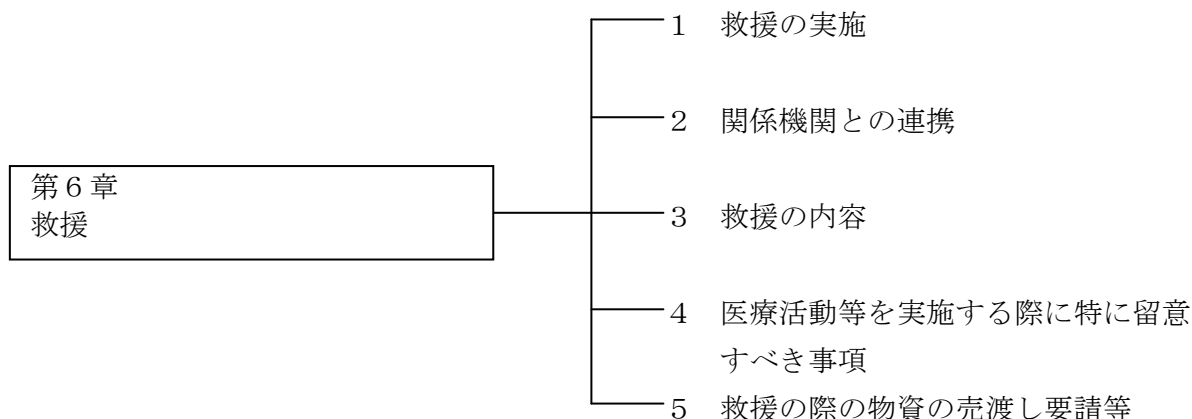 １　救援の実施
２　関係機関との連携
第６章
救援
３　救援の内容
４　医療活動等を実施する際に特に留意
すべき事項
５　救援の際の物資の売渡し要請等